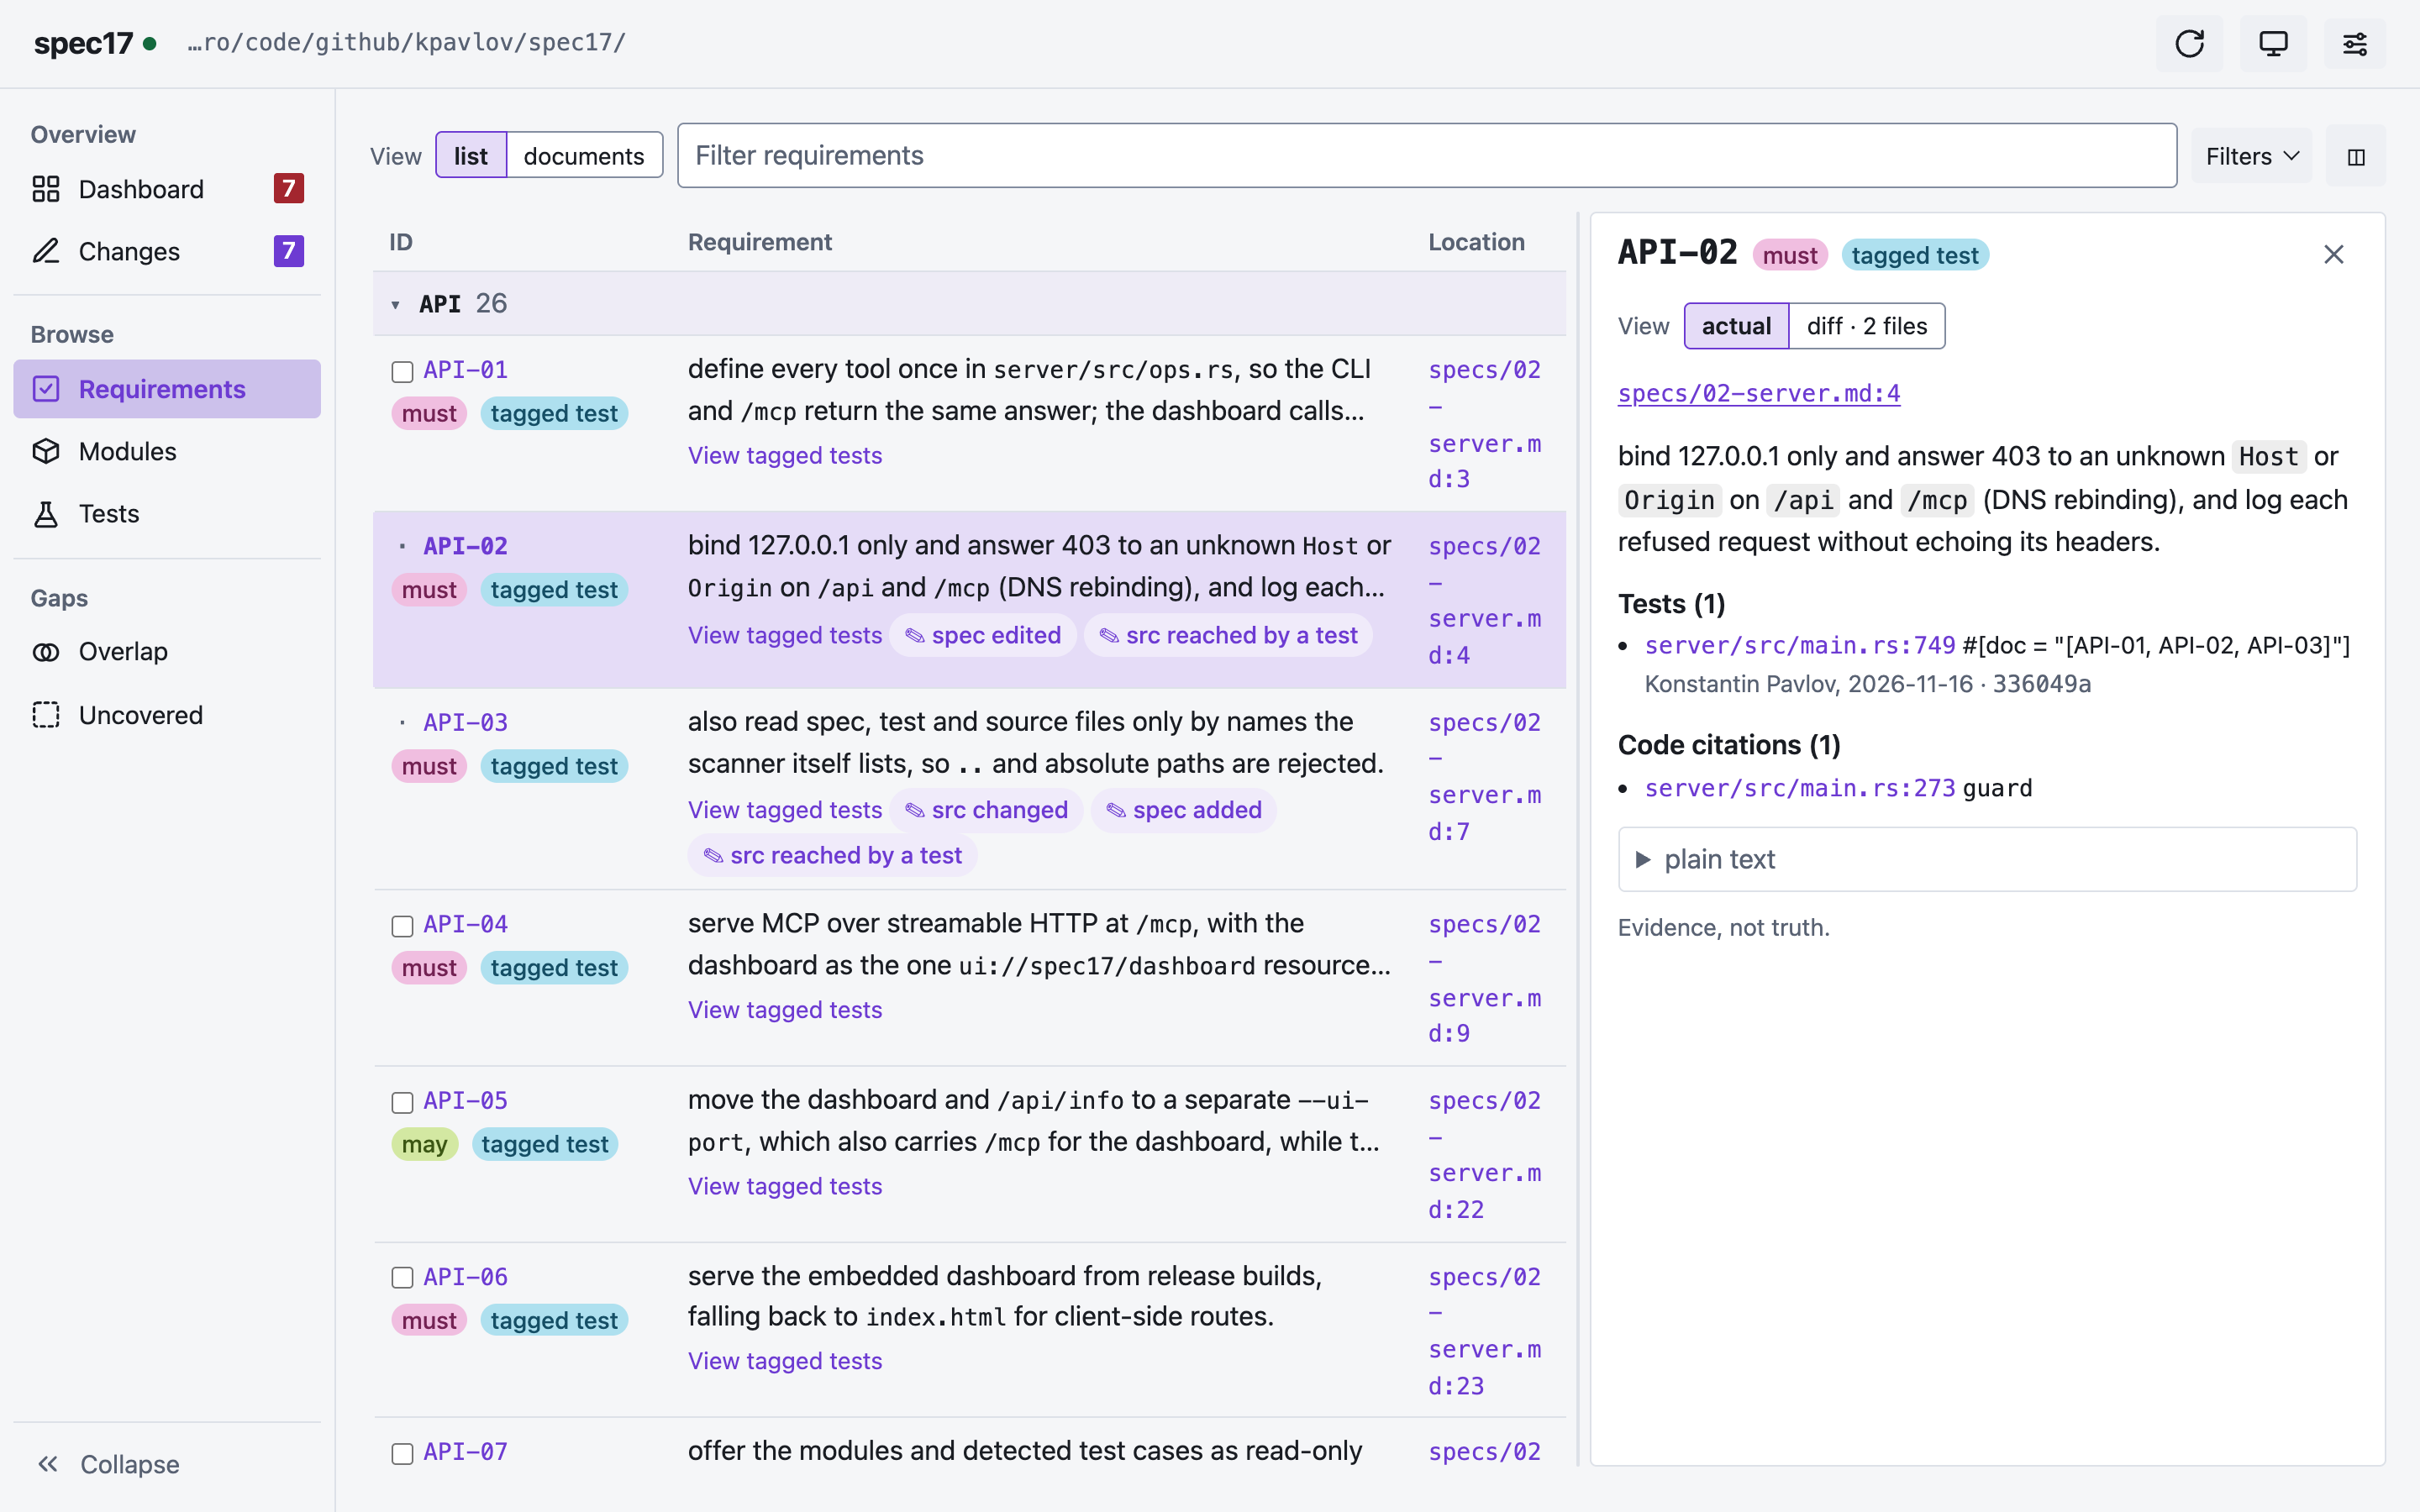 spec17 …ro/code/github/kpavlov/spec17/
Overview
Dashboard 7
Changes 7
Browse
Requirements
Modules
Tests
Gaps
Overlap
Uncovered
Collapse
View list documents Filter requirements Filters
ID Requirement Location
API 26
API-01
must tagged test
define every tool once in server/src/ops.rs, so the CLI
and /mcp return the same answer; the dashboard calls…
View tagged tests
specs/02
-
server.m
d:3
API-02
must tagged test
bind 127.0.0.1 only and answer 403 to an unknown Host or
Origin on /api and /mcp (DNS rebinding), and log each…
View tagged tests ✎ spec edited ✎ src reached by a test
specs/02
-
server.m
d:4
API-03
must tagged test
also read spec, test and source files only by names the
scanner itself lists, so .. and absolute paths are rejected.
View tagged tests ✎ src changed ✎ spec added
✎ src reached by a test
specs/02
-
server.m
d:7
API-04
must tagged test
serve MCP over streamable HTTP at /mcp, with the
dashboard as the one ui://spec17/dashboard resource…
View tagged tests
specs/02
-
server.m
d:9
API-05
may tagged test
move the dashboard and /api/info to a separate --ui-
port, which also carries /mcp for the dashboard, while t…
View tagged tests
specs/02
-
server.m
d:22
API-06
must tagged test
serve the embedded dashboard from release builds,
falling back to index.html for client-side routes.
View tagged tests
specs/02
-
server.m
d:23
API-07
offer the modules and detected test cases as read-only
specs/02
API-02 must tagged test
View actual diff · 2 files
specs/02-server.md:4
bind 127.0.0.1 only and answer 403 to an unknown Host or
Origin on /api and /mcp (DNS rebinding), and log each
refused request without echoing its headers.
Tests (1)
• server/src/main.rs:749 #[doc = "[API-01, API-02, API-03]"]
Konstantin Pavlov, 2026-11-16 · 336049a
Code citations (1)
• server/src/main.rs:273 guard
plain text
Evidence, not truth.